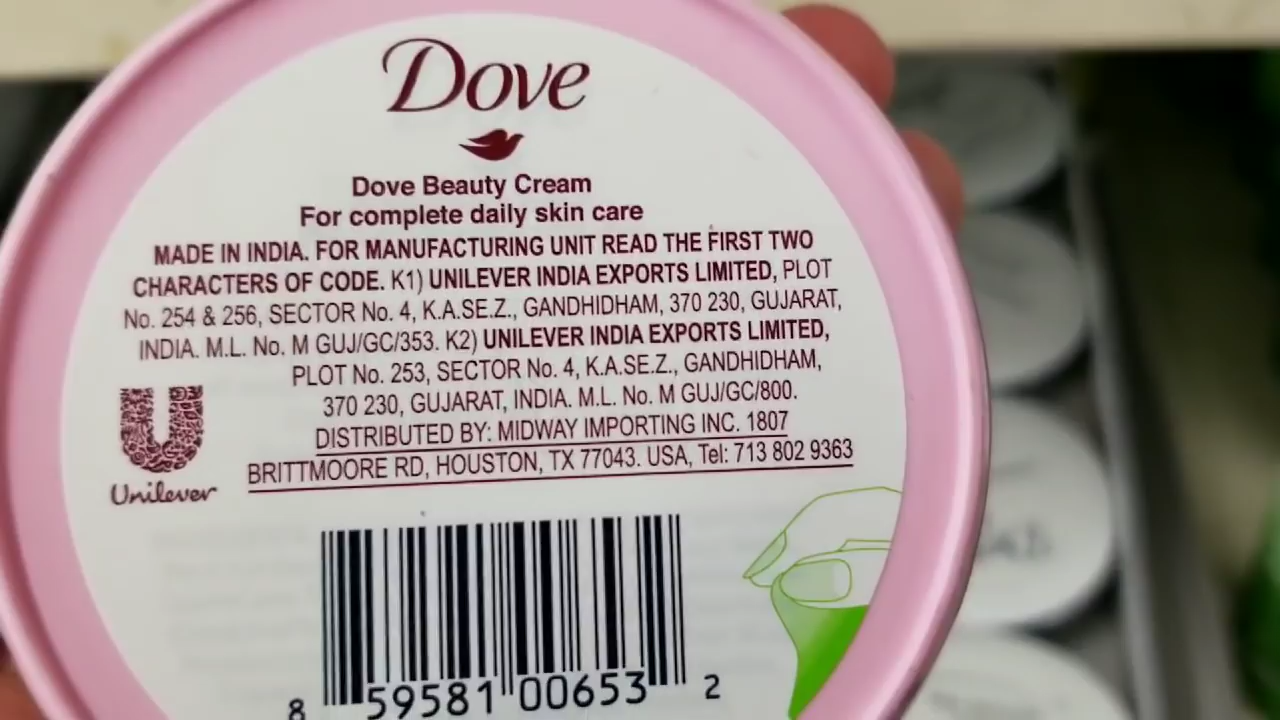 Dove
Dove Beauty Cream
For complete daily skin care
MADE IN INDIA. FOR MANUFACTURING UNIT READ THE FIRST TWO
CHARACTERS OF CODE. K1) UNILEVER INDIA EXPORTS LIMITED, PLOT
No. 254 & 256, SECTOR No. 4, K.A.SE.Z., GANDHIDHAM, 370 230, GUJARAT,
INDIA. M.L. No. M GUJ/GC/353. K2) UNILEVER INDIA EXPORTS LIMITED,
PLOT No. 253, SECTOR No. 4, K.A.SE.Z., GANDHIDHAM,
370 230, GUJARAT, INDIA. M.L. No. M GUJ/GC/800.
DISTRIBUTED BY: MIDWAY IMPORTING INC. 1807
BRITTMOORE RD, HOUSTON, TX 77043. USA, Tel: 713 802 9363
Unilever
8 59581 00653 2